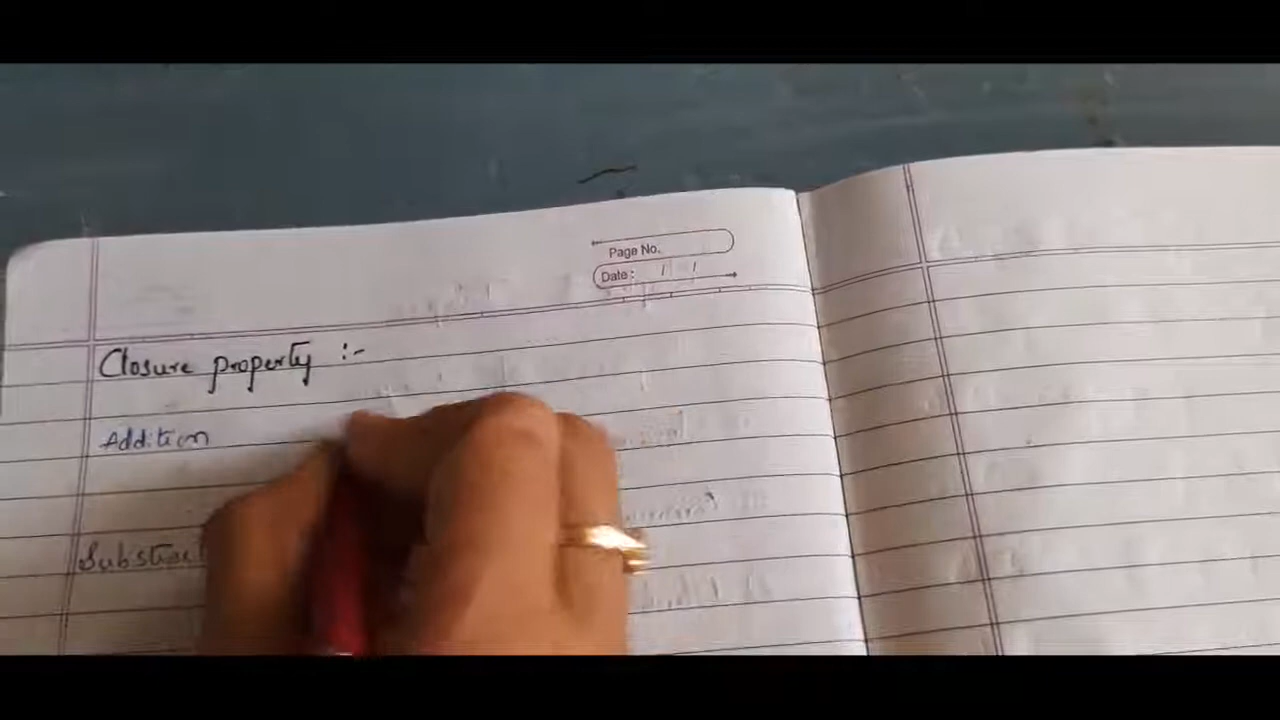 Page No.
Date : / /
Closure property :-
Addition